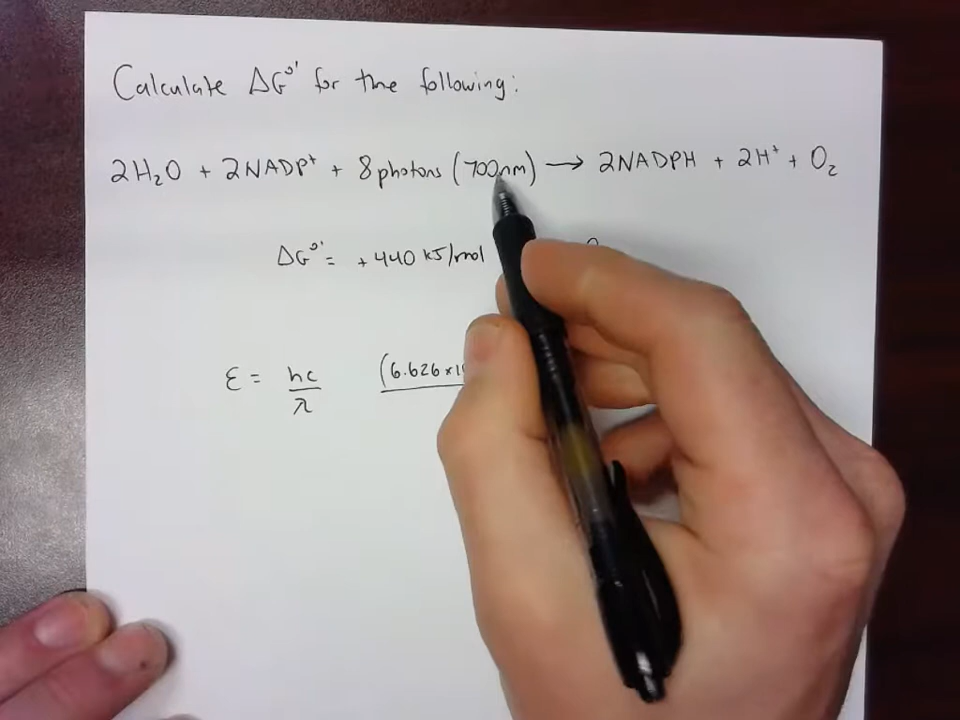 Calculate ΔG°' for the following:
2H₂O + 2NADP⁺ + 8 photons (700nm) → 2NADPH + 2H⁺ + O₂
ΔG°' = +440 kJ/mol
ε = hc/λ (6.626×1